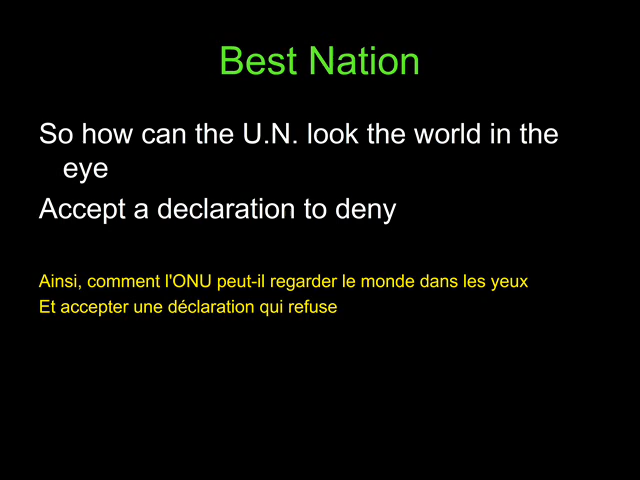 Best Nation
So how can the U.N. look the world in the
eye
Accept a declaration to deny
Ainsi, comment l'ONU peut-il regarder le monde dans les yeux
Et accepter une déclaration qui refuse